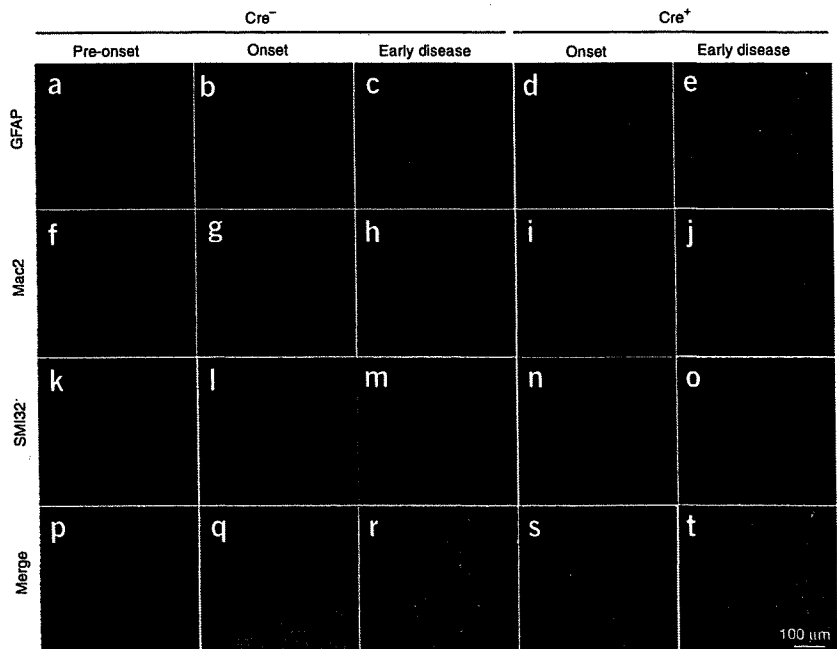 Cre⁻ Cre⁺
Pre-onset Onset Early disease Onset Early disease
GFAP a b c d e
Mac2 f g h i j
SMI32 k l m n o
Merge p q r s t
100 μm